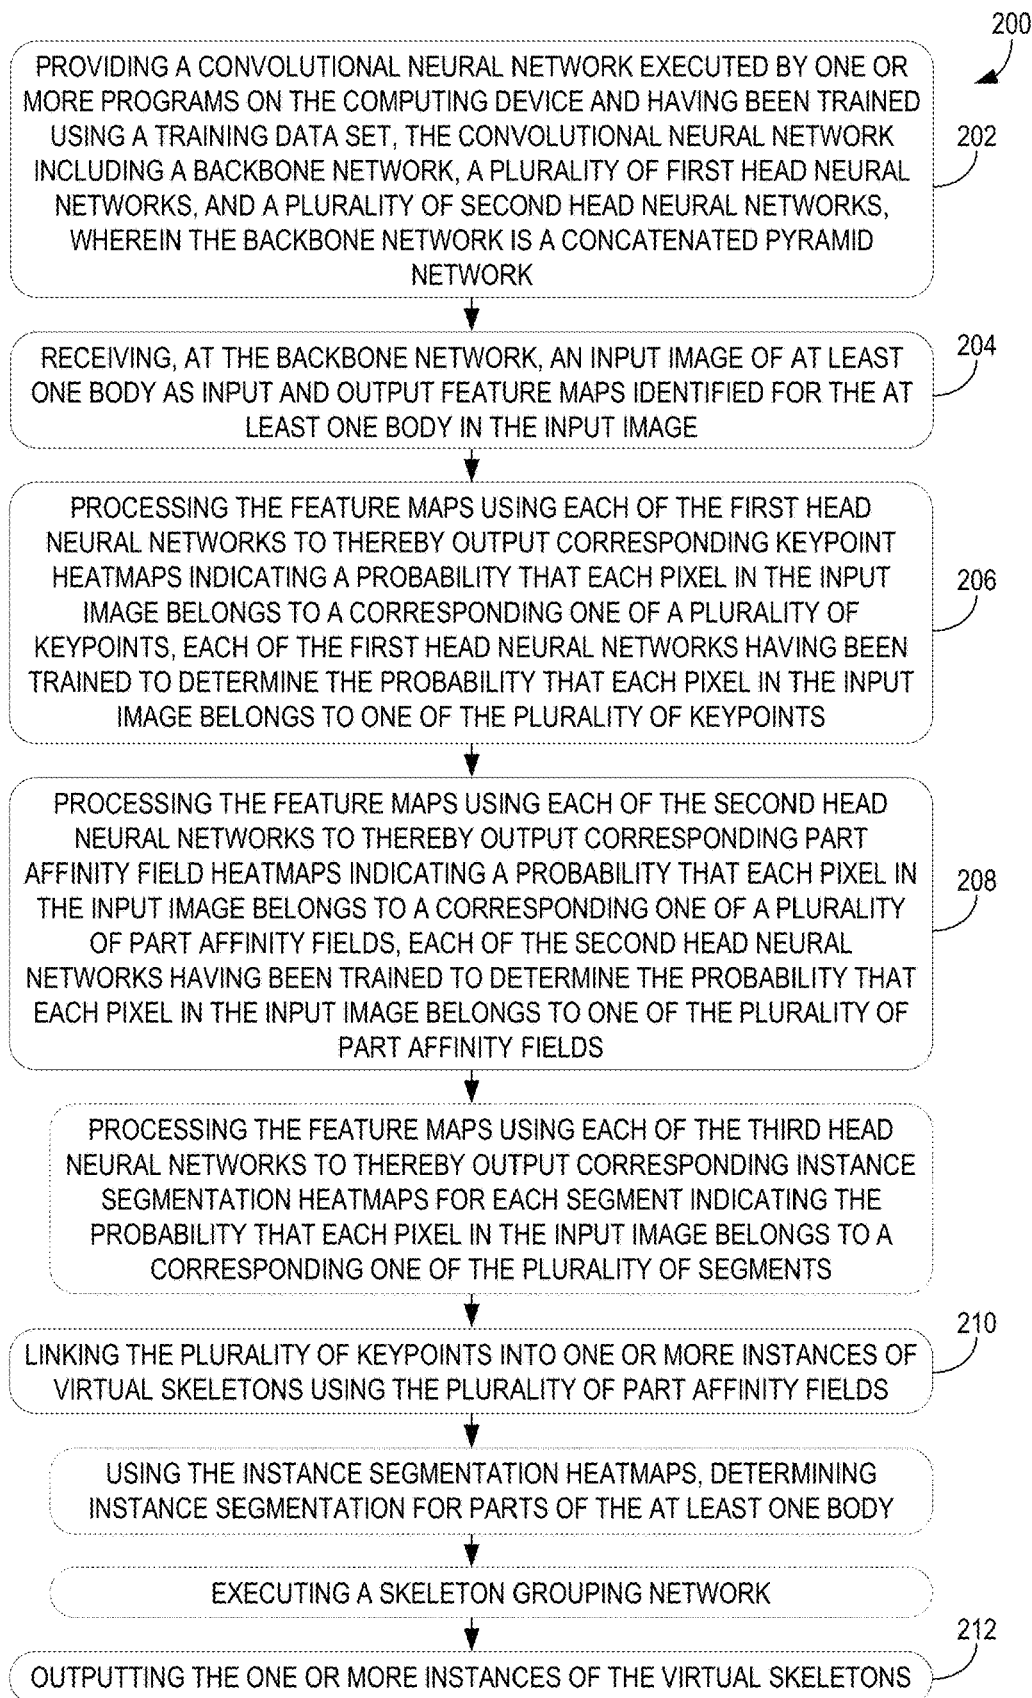 200
PROVIDING A CONVOLUTIONAL NEURAL NETWORK EXECUTED BY ONE OR
MORE PROGRAMS ON THE COMPUTING DEVICE AND HAVING BEEN TRAINED
USING A TRAINING DATA SET, THE CONVOLUTIONAL NEURAL NETWORK
INCLUDING A BACKBONE NETWORK, A PLURALITY OF FIRST HEAD NEURAL
NETWORKS, AND A PLURALITY OF SECOND HEAD NEURAL NETWORKS,
WHEREIN THE BACKBONE NETWORK IS A CONCATENATED PYRAMID
NETWORK
202
RECEIVING, AT THE BACKBONE NETWORK, AN INPUT IMAGE OF AT LEAST
ONE BODY AS INPUT AND OUTPUT FEATURE MAPS IDENTIFIED FOR THE AT
LEAST ONE BODY IN THE INPUT IMAGE
204
PROCESSING THE FEATURE MAPS USING EACH OF THE FIRST HEAD
NEURAL NETWORKS TO THEREBY OUTPUT CORRESPONDING KEYPOINT
HEATMAPS INDICATING A PROBABILITY THAT EACH PIXEL IN THE INPUT
IMAGE BELONGS TO A CORRESPONDING ONE OF A PLURALITY OF
KEYPOINTS, EACH OF THE FIRST HEAD NEURAL NETWORKS HAVING BEEN
TRAINED TO DETERMINE THE PROBABILITY THAT EACH PIXEL IN THE INPUT
IMAGE BELONGS TO ONE OF THE PLURALITY OF KEYPOINTS
206
PROCESSING THE FEATURE MAPS USING EACH OF THE SECOND HEAD
NEURAL NETWORKS TO THEREBY OUTPUT CORRESPONDING PART
AFFINITY FIELD HEATMAPS INDICATING A PROBABILITY THAT EACH PIXEL IN
THE INPUT IMAGE BELONGS TO A CORRESPONDING ONE OF A PLURALITY
OF PART AFFINITY FIELDS, EACH OF THE SECOND HEAD NEURAL
NETWORKS HAVING BEEN TRAINED TO DETERMINE THE PROBABILITY THAT
EACH PIXEL IN THE INPUT IMAGE BELONGS TO ONE OF THE PLURALITY OF
PART AFFINITY FIELDS
208
PROCESSING THE FEATURE MAPS USING EACH OF THE THIRD HEAD
NEURAL NETWORKS TO THEREBY OUTPUT CORRESPONDING INSTANCE
SEGMENTATION HEATMAPS FOR EACH SEGMENT INDICATING THE
PROBABILITY THAT EACH PIXEL IN THE INPUT IMAGE BELONGS TO A
CORRESPONDING ONE OF THE PLURALITY OF SEGMENTS
LINKING THE PLURALITY OF KEYPOINTS INTO ONE OR MORE INSTANCES OF
VIRTUAL SKELETONS USING THE PLURALITY OF PART AFFINITY FIELDS
210
USING THE INSTANCE SEGMENTATION HEATMAPS, DETERMINING
INSTANCE SEGMENTATION FOR PARTS OF THE AT LEAST ONE BODY
EXECUTING A SKELETON GROUPING NETWORK
OUTPUTTING THE ONE OR MORE INSTANCES OF THE VIRTUAL SKELETONS
212